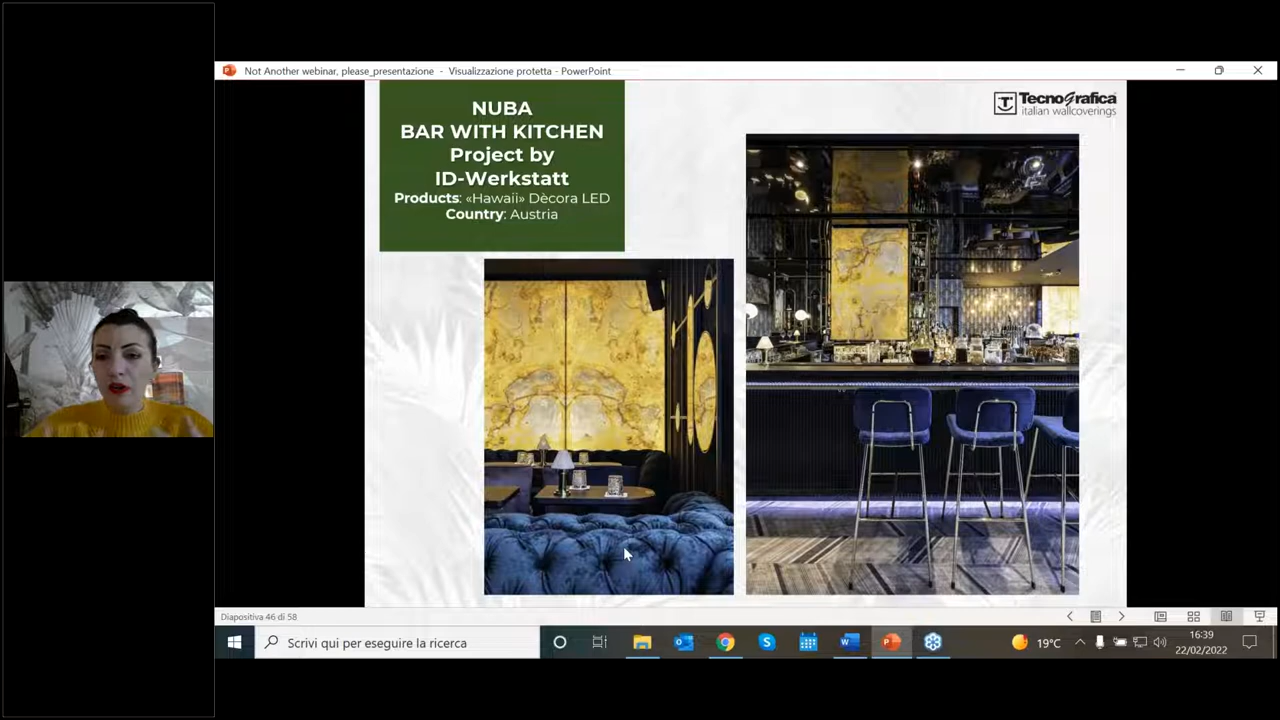 Not Another webinar, please_presentazione - Visualizzazione protetta - PowerPoint
NUBA
BAR WITH KITCHEN
Project by
ID-Werkstatt
Products: «Hawaii» Dècora LED
Country: Austria
TecnoGrafica
italian wallcoverings
Diapositiva 46 di 58
Scrivi qui per eseguire la ricerca
19°C
16:39
22/02/2022